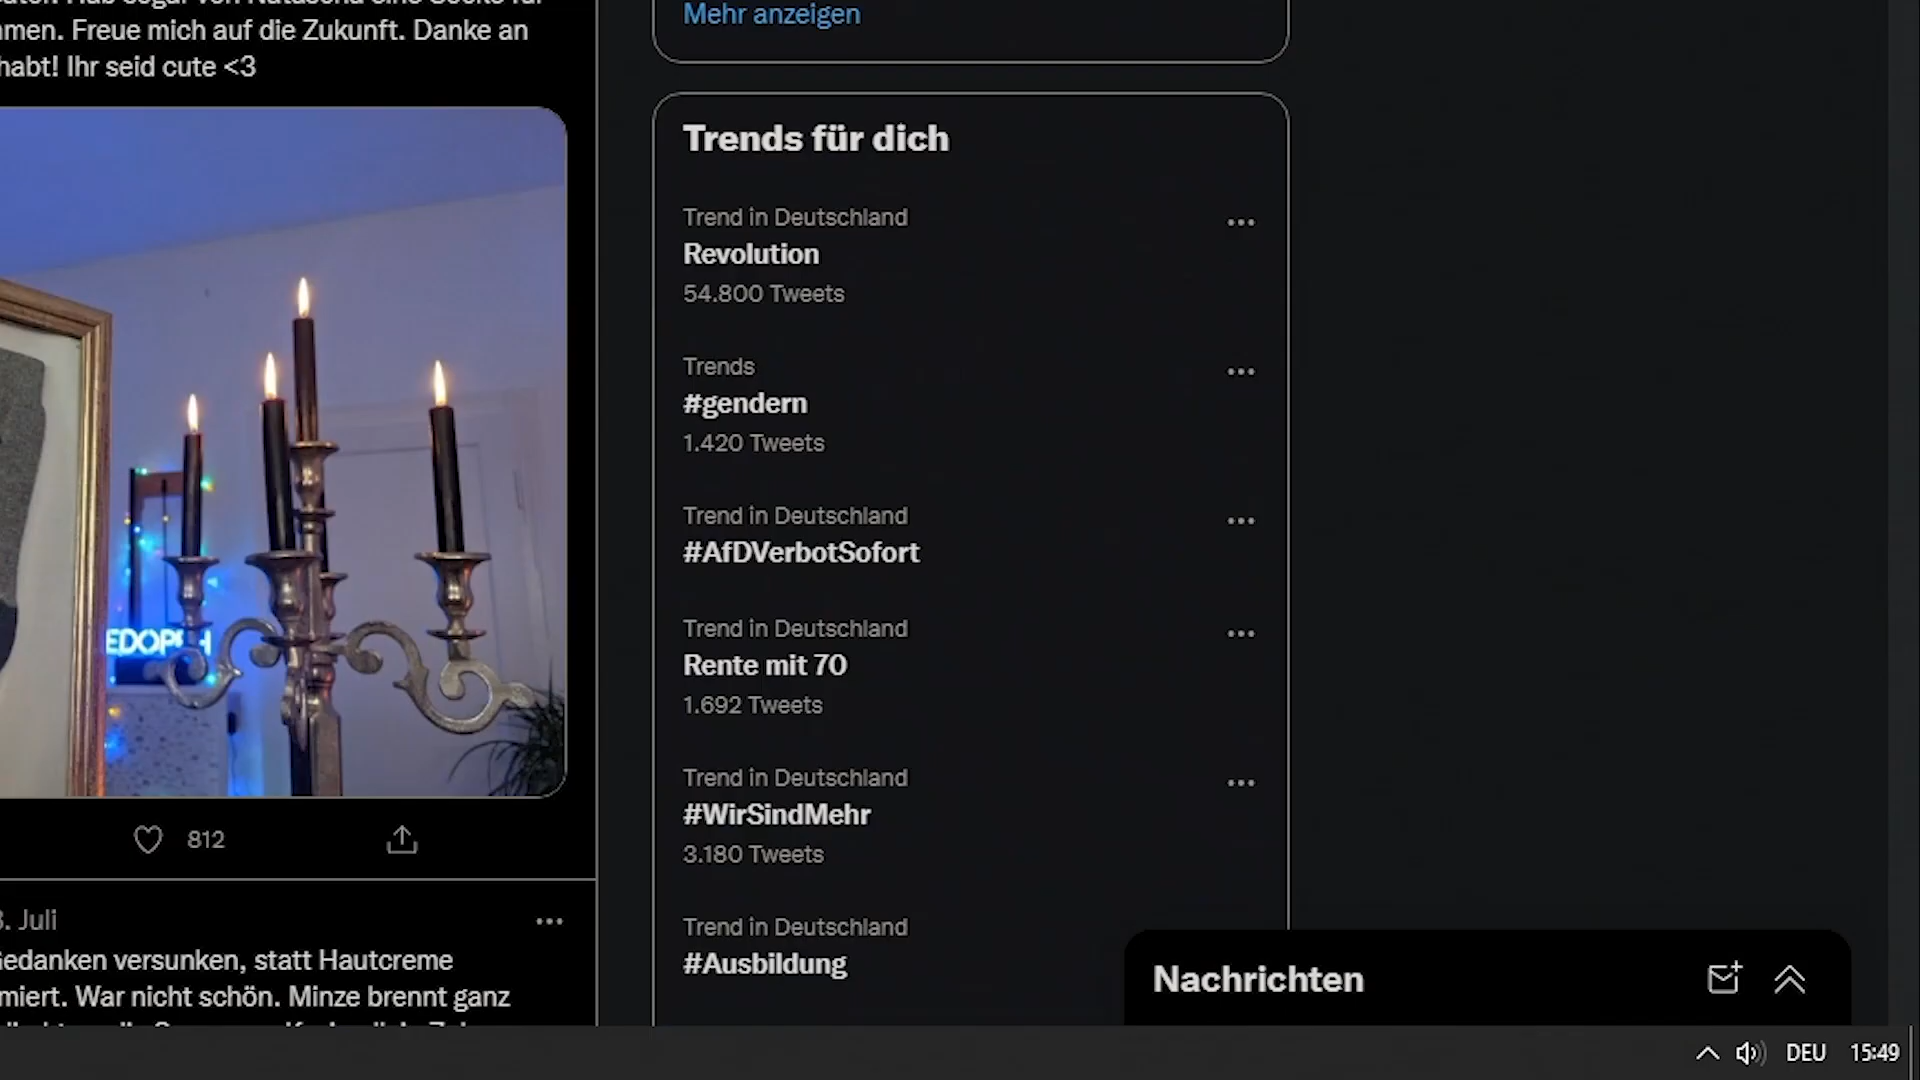 men. Freue mich auf die Zukunft. Danke an
habt! Ihr seid cute <3
812
. Juli
edanken versunken, statt Hautcreme
miert. War nicht schön. Minze brennt ganz
Mehr anzeigen
Trends für dich
Trend in Deutschland
Revolution
54.800 Tweets
Trends
#gendern
1.420 Tweets
Trend in Deutschland
#AfDVerbotSofort
Trend in Deutschland
Rente mit 70
1.692 Tweets
Trend in Deutschland
#WirSindMehr
3.180 Tweets
Trend in Deutschland
#Ausbildung
Nachrichten
DEU 15:49